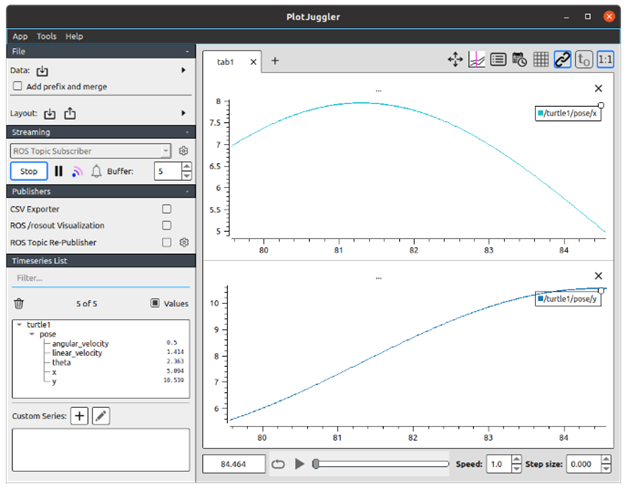 PlotJuggler
App Tools Help
File -
Data:
Add prefix and merge
Layout:
Streaming -
ROS Topic Subscriber
Stop Buffer: 5
Publishers -
CSV Exporter
ROS /rosout Visualization
ROS Topic Re-Publisher
Timeseries List
Filter...
5 of 5 Values
turtle1
pose
angular_velocity 0.5
linear_velocity 1.414
theta 2.363
x 5.094
y 10.539
Custom Series:
tab1 X +
t0 1:1
...
/turtle1/pose/x
8
7.5
7
6.5
6
5.5
5
80 81 82 83 84
...
/turtle1/pose/y
10
9
8
7
6
80 81 82 83 84
84.464 Speed: 1.0 Step size: 0.000